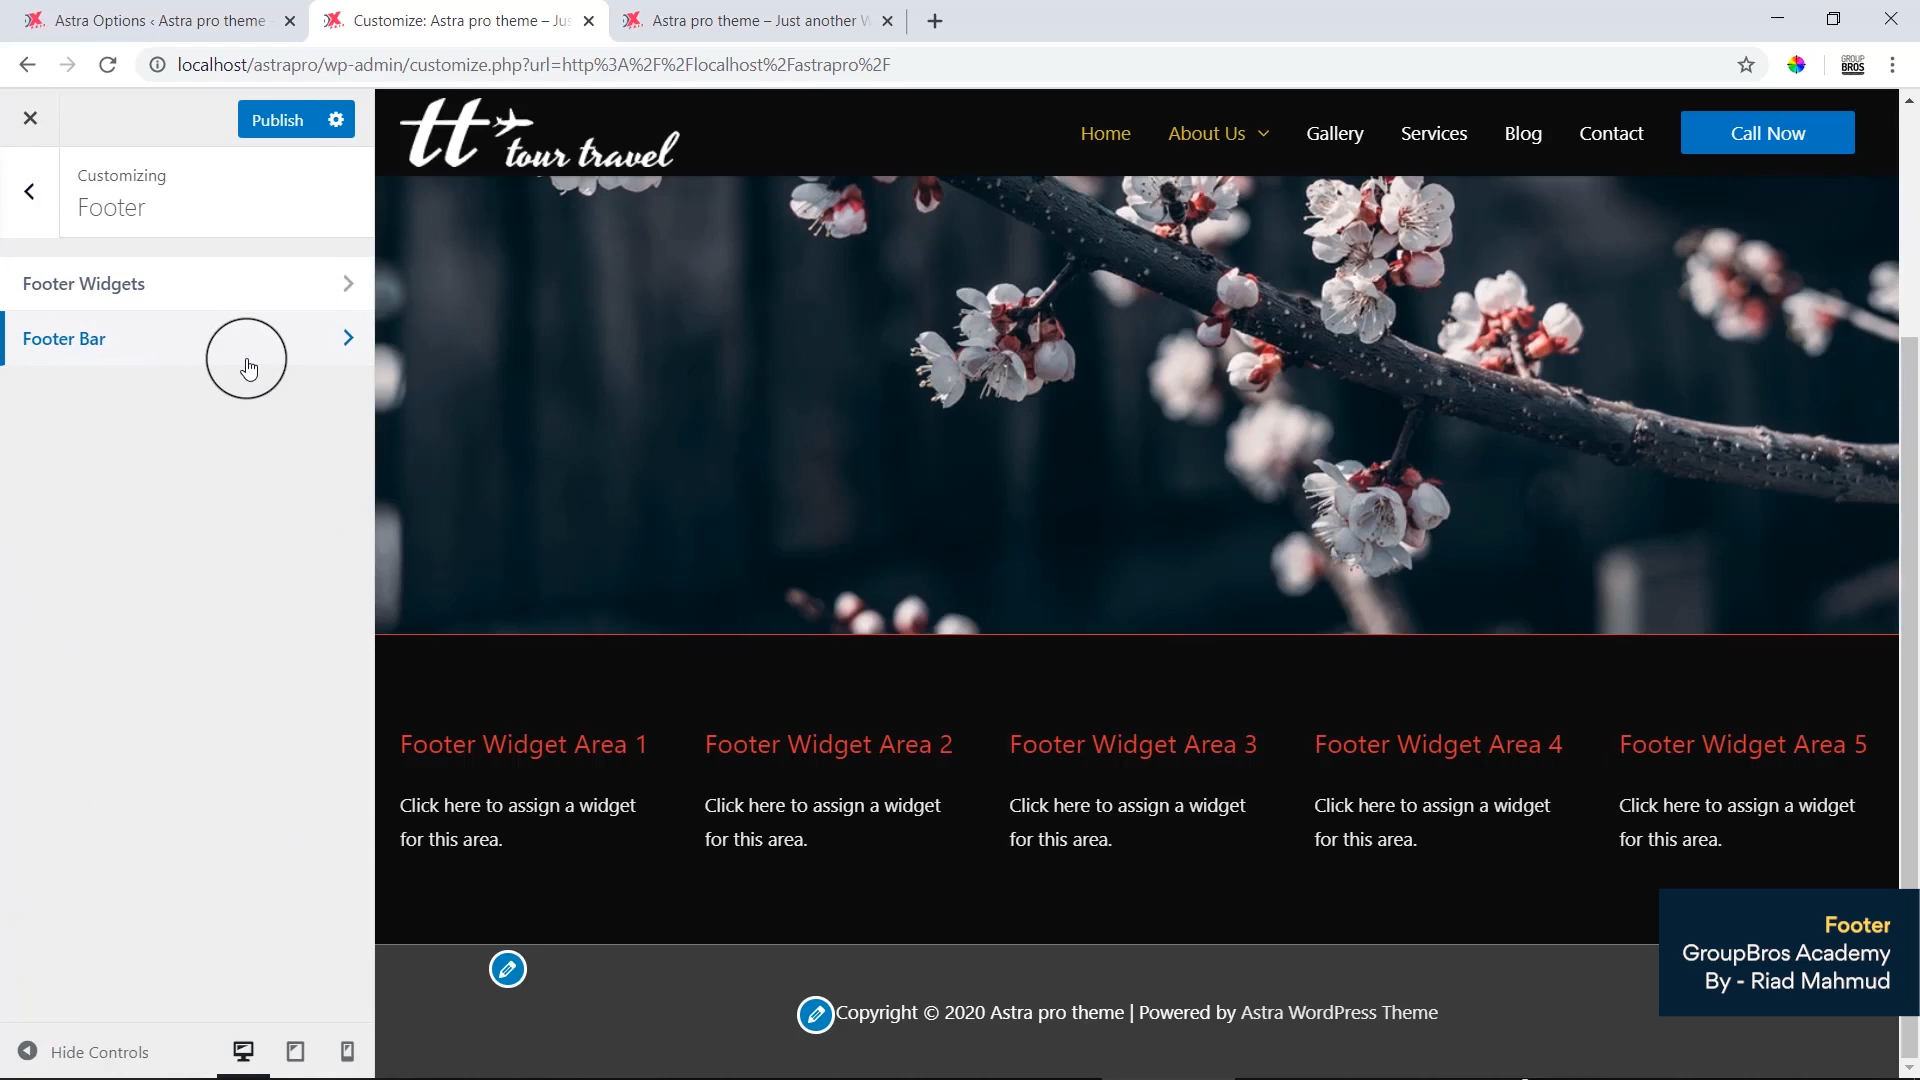 Astra Options ‹ Astra pro theme
Customize: Astra pro theme – Jus
Astra pro theme – Just another W
localhost/astrapro/wp-admin/customize.php?url=http%3A%2F%2Flocalhost%2Fastrapro%2F
GROUP
BROS
Publish
Customizing
Footer
Footer Widgets
Footer Bar
Hide Controls
tt tour travel
Home
About Us
Gallery
Services
Blog
Contact
Call Now
Footer Widget Area 1
Click here to assign a widget
for this area.
Footer Widget Area 2
Click here to assign a widget
for this area.
Footer Widget Area 3
Click here to assign a widget
for this area.
Footer Widget Area 4
Click here to assign a widget
for this area.
Footer Widget Area 5
Click here to assign a widget
for this area.
Copyright © 2020 Astra pro theme | Powered by Astra WordPress Theme
Footer
GroupBros Academy
By - Riad Mahmud